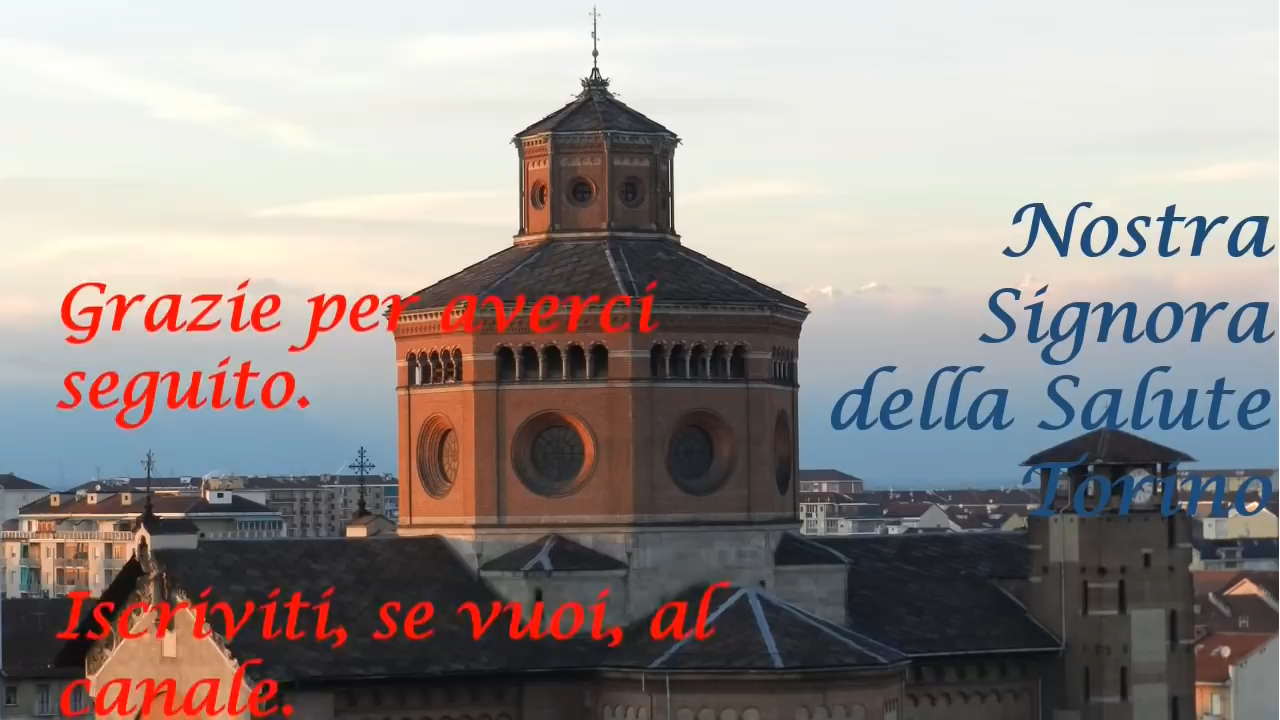 Grazie per averci
seguito.
Iscriviti, se vuoi, al
canale.
Nostra
Signora
della Salute
Torino